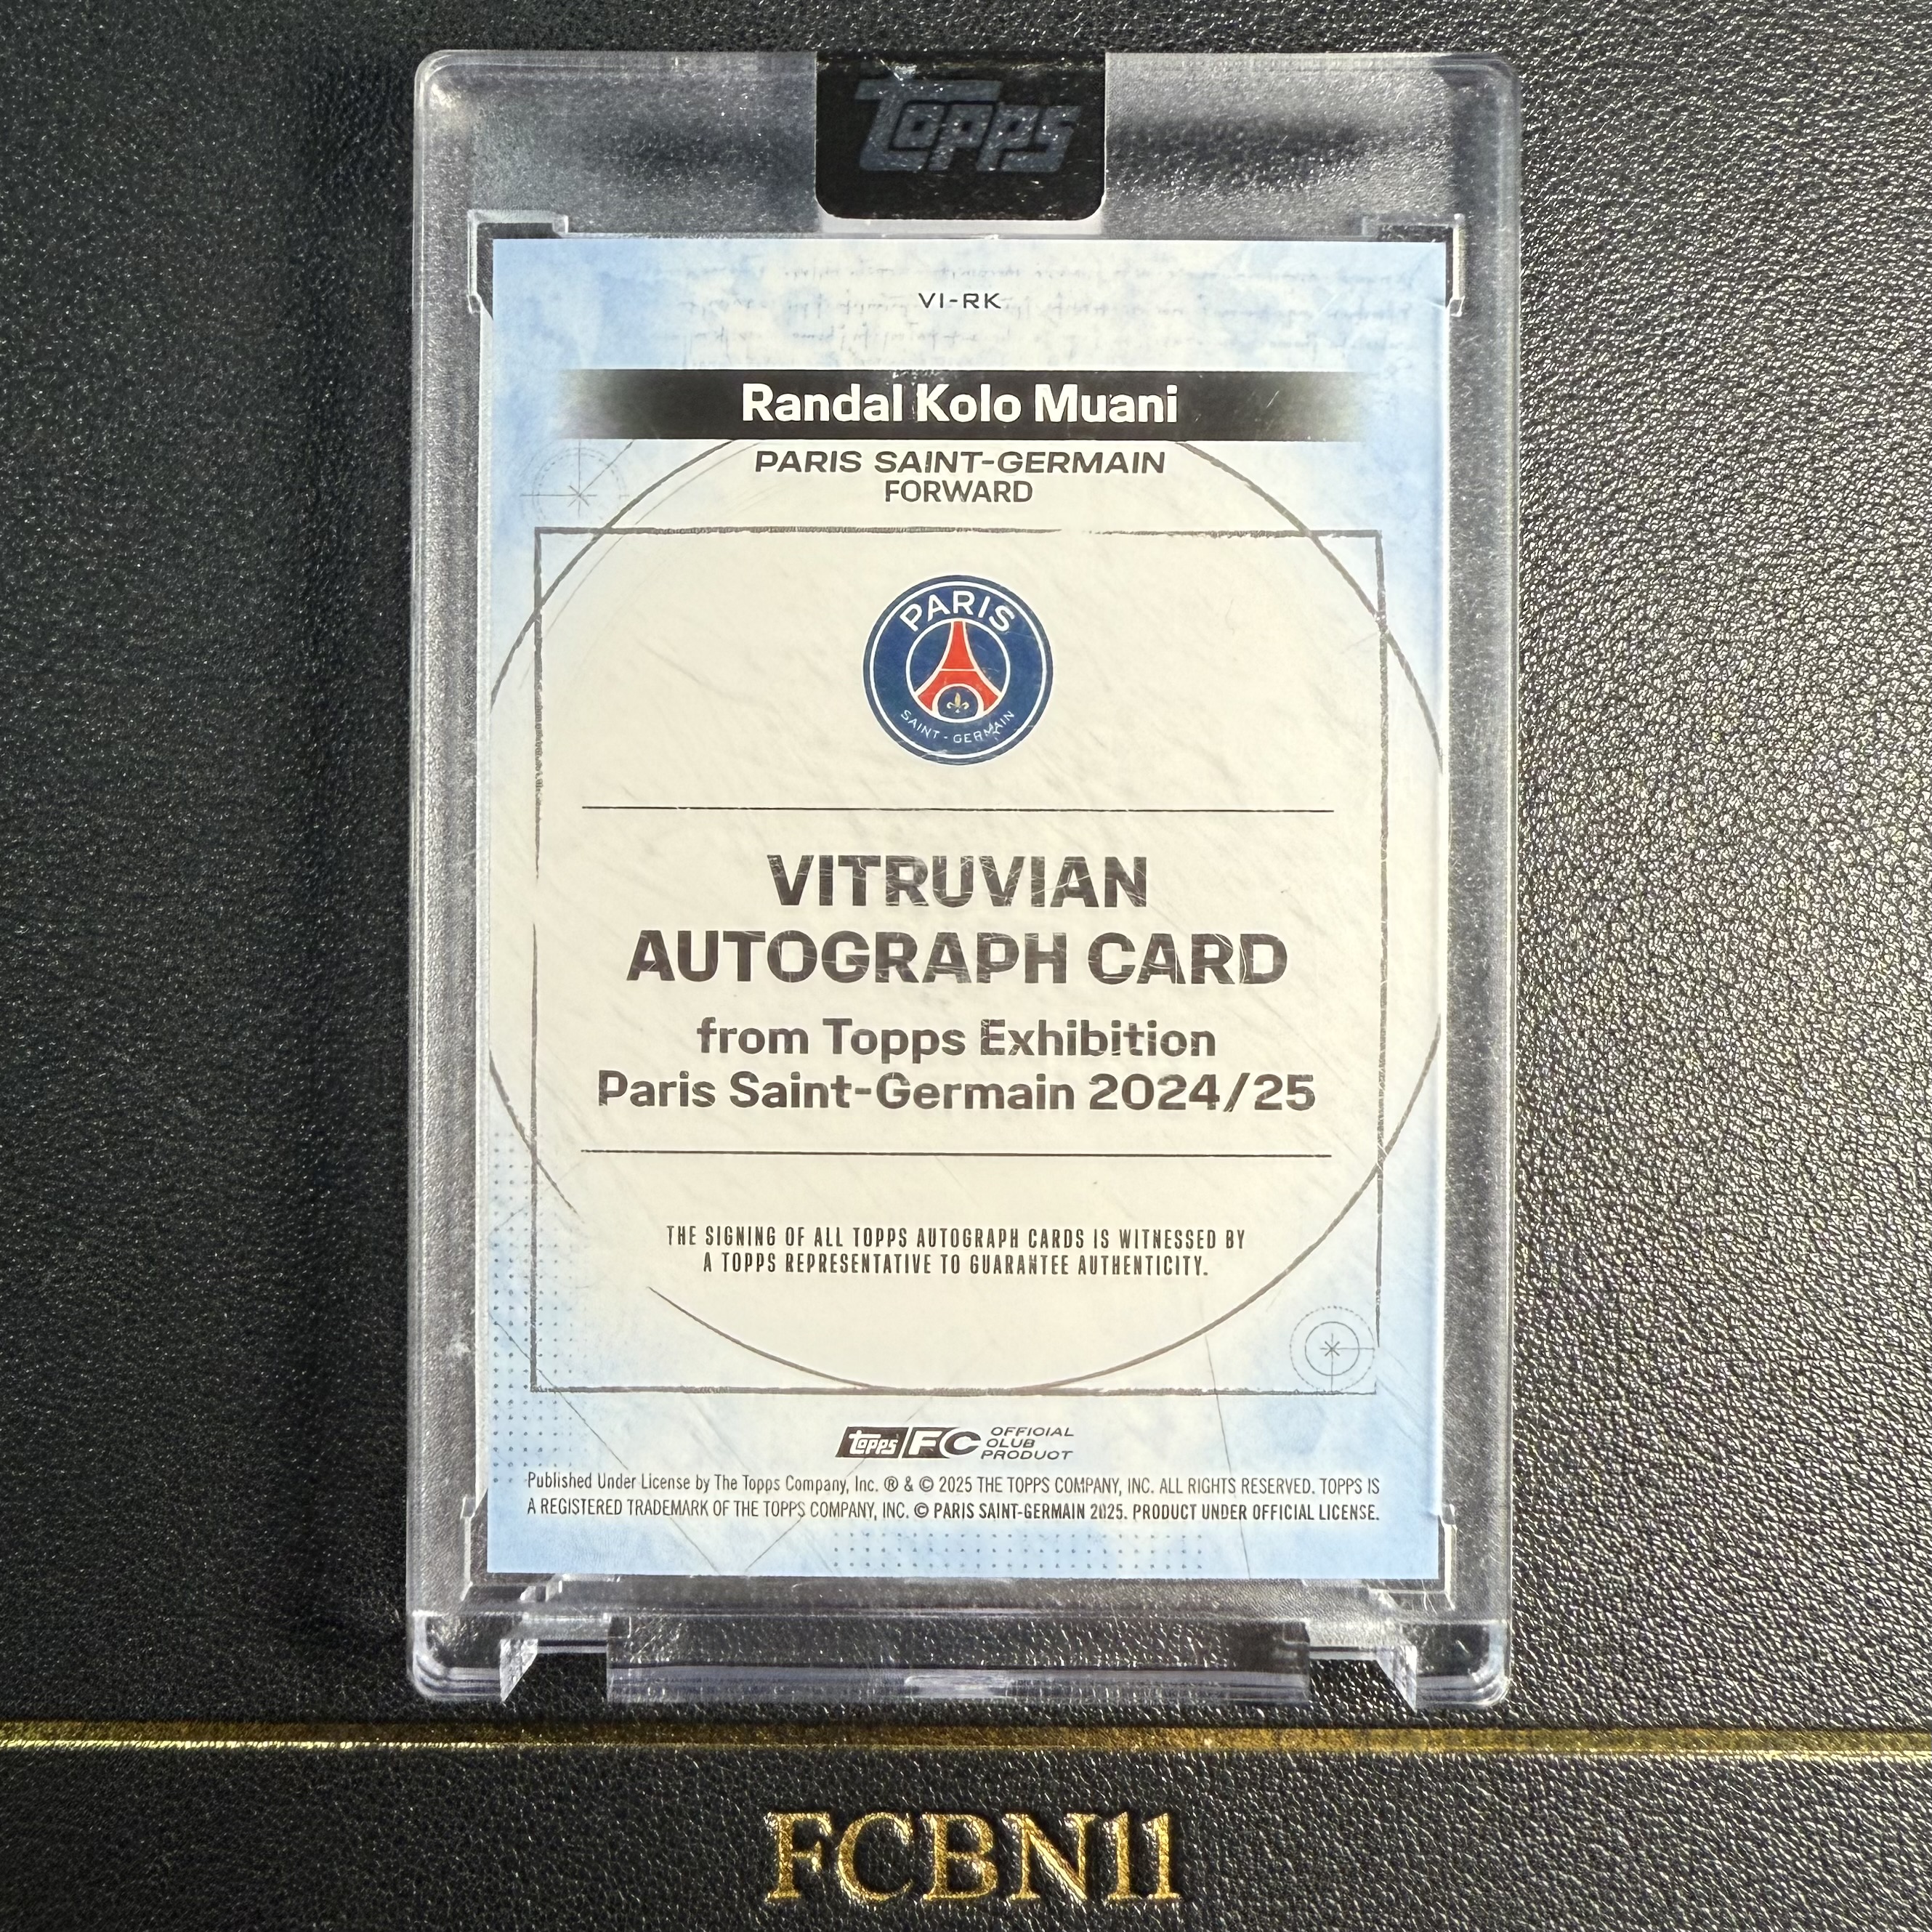 Topps
VI-RK
Randal Kolo Muani
PARIS SAINT-GERMAIN
FORWARD
PARIS
SAINT-GERMAIN
VITRUVIAN
AUTOGRAPH CARD
from Topps Exhibition
Paris Saint-Germain 2024/25
THE SIGNING OF ALL TOPPS AUTOGRAPH CARDS IS WITNESSED BY
A TOPPS REPRESENTATIVE TO GUARANTEE AUTHENTICITY.
topps FC OFFICIAL
CLUB
PRODUCT
Published Under License by The Topps Company, Inc. ® & © 2025 THE TOPPS COMPANY, INC. ALL RIGHTS RESERVED. TOPPS IS
A REGISTERED TRADEMARK OF THE TOPPS COMPANY, INC. © PARIS SAINT-GERMAIN 2025. PRODUCT UNDER OFFICIAL LICENSE.
FCBN11